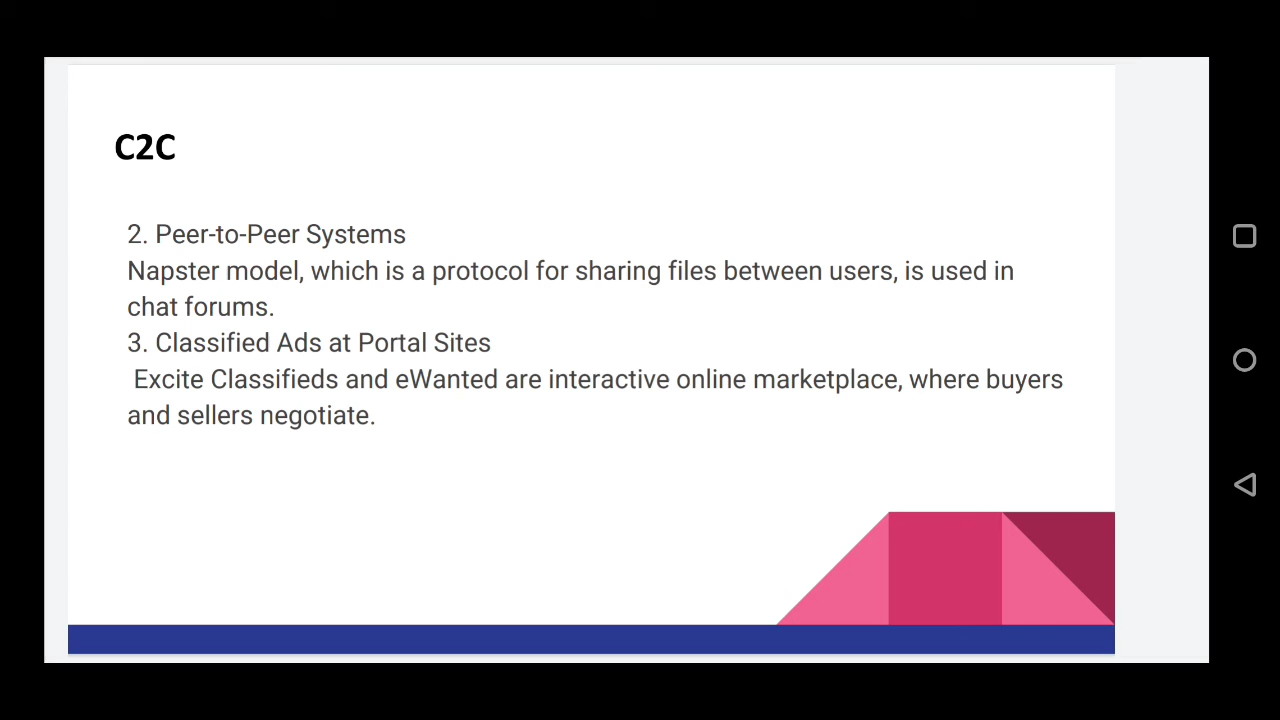 C2C
2. Peer-to-Peer Systems
Napster model, which is a protocol for sharing files between users, is used in
chat forums.
3. Classified Ads at Portal Sites
Excite Classifieds and eWanted are interactive online marketplace, where buyers
and sellers negotiate.